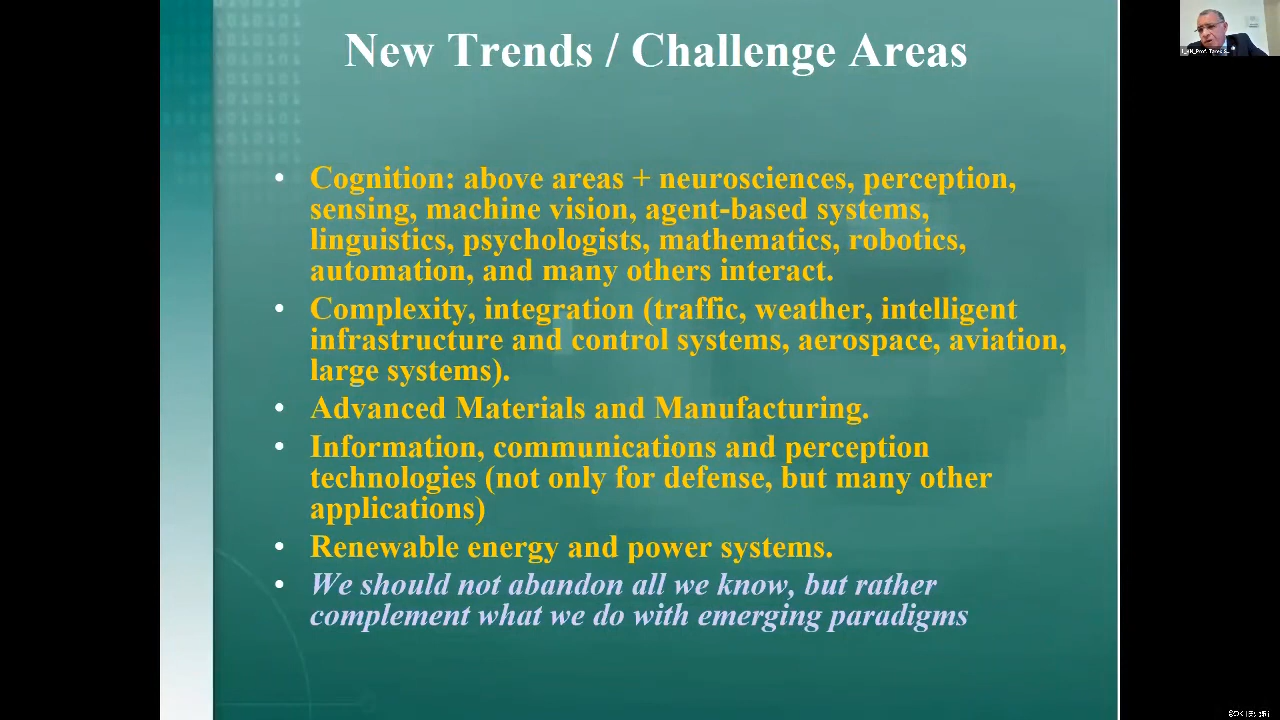 New Trends / Challenge Areas
• Cognition: above areas + neurosciences, perception,
sensing, machine vision, agent-based systems,
linguistics, psychologists, mathematics, robotics,
automation, and many others interact.
• Complexity, integration (traffic, weather, intelligent
infrastructure and control systems, aerospace, aviation,
large systems).
• Advanced Materials and Manufacturing.
• Information, communications and perception
technologies (not only for defense, but many other
applications)
• Renewable energy and power systems.
• We should not abandon all we know, but rather
complement what we do with emerging paradigms